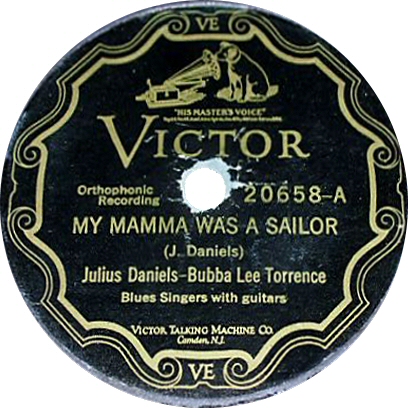 VE
"HIS MASTER'S VOICE"
VICTOR
Orthophonic
Recording
20658-A
MY MAMMA WAS A SAILOR
(J. Daniels)
Julius Daniels-Bubba Lee Torrence
Blues Singers with guitars
VICTOR TALKING MACHINE CO.
Camden, N.J.
VE